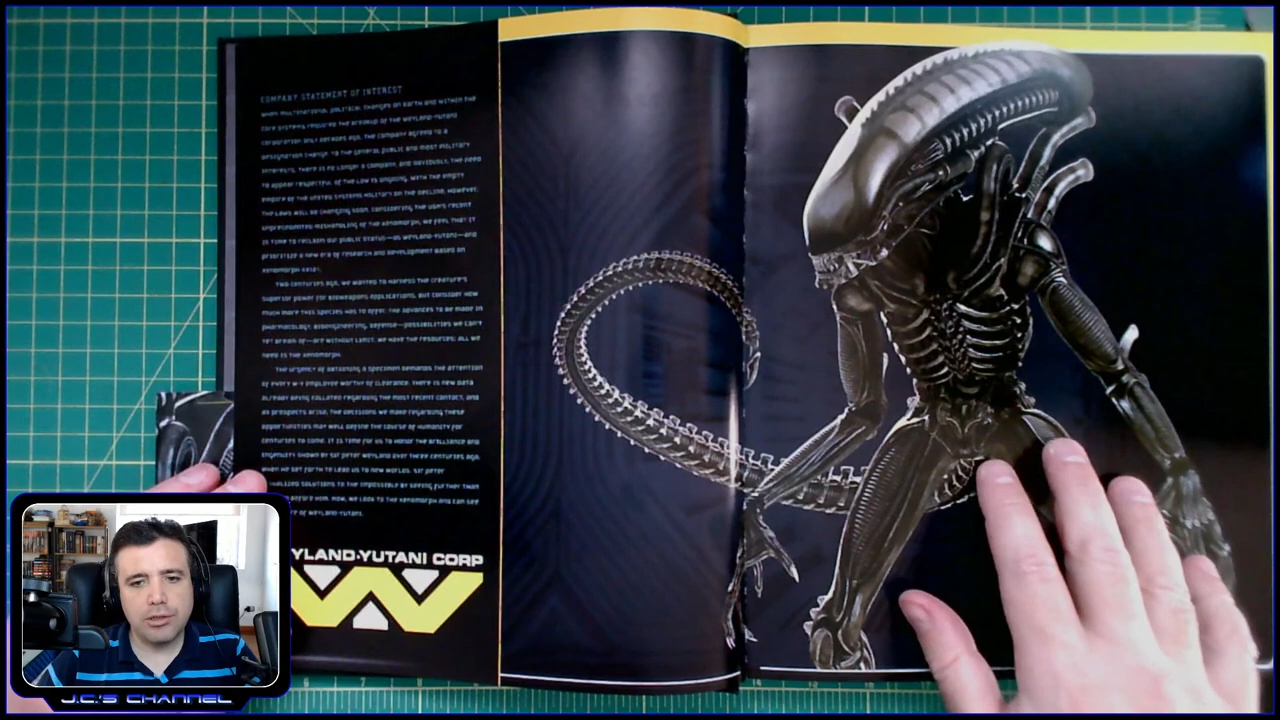 COMPANY STATEMENT OF INTEREST
WHEN MULTINATIONAL POLITICAL CHANGES ON EARTH AND WITHIN THE
CORE SYSTEMS REQUIRED THE BREAKUP OF THE WEYLAND-YUTANI
CORPORATION ONLY DECADES AGO, THE COMPANY AGREED TO A
DESIGNATION CHANGE. TO THE GENERAL PUBLIC AND MOST MILITARY
INTERESTS, THERE IS NO LONGER A COMPANY, AND OBVIOUSLY, THE NEED
TO APPEAR RESPECTFUL OF THE LAW IS ONGOING. WITH THE EMPTY
EMPIRE OF THE UNITED SYSTEMS MILITARY ON THE DECLINE, HOWEVER,
THE LAWS WILL BE CHANGING SOON. CONSIDERING THE USM'S RECENT
UNPRECEDENTED MISHANDLING OF THE XENOMORPH, WE FEEL THAT IT
IS TIME TO RECLAIM OUR PUBLIC STATUS—AS WEYLAND-YUTANI—AND
PRIORITIZE A NEW ERA OF RESEARCH AND DEVELOPMENT BASED ON
XENOMORPH XX121.
TWO CENTURIES AGO, WE WANTED TO HARNESS THE CREATURE'S
SUPERIOR POWER FOR BIOWEAPONS APPLICATIONS, BUT CONSIDER HOW
MUCH MORE THIS SPECIES HAS TO OFFER: THE ADVANCES TO BE MADE IN
PHARMACOLOGY, BIOENGINEERING, DEFENSE—POSSIBILITIES WE CAN'T
YET DREAM OF—ARE WITHOUT LIMIT. WE HAVE THE RESOURCES; ALL WE
NEED IS THE XENOMORPH.
THE URGENCY OF OBTAINING A SPECIMEN DEMANDS THE ATTENTION
OF EVERY W-Y EMPLOYEE WORTHY OF CLEARANCE. THERE IS NEW DATA
ALREADY BEING COLLATED REGARDING THE MOST RECENT CONTACT, AND
AS PROSPECTS ARISE, THE DECISIONS WE MAKE REGARDING THESE
OPPORTUNITIES MAY WELL DEFINE THE COURSE OF HUMANITY FOR
CENTURIES TO COME. IT IS TIME FOR US TO HONOR THE BRILLIANCE AND
INGENUITY SHOWN BY SIR PETER WEYLAND OVER THREE CENTURIES AGO,
WHEN HE SET FORTH TO LEAD US TO NEW WORLDS. SIR PETER
SOLUTIONS TO THE IMPOSSIBLE BY SEEING FURTHER THAN
BEFORE HIM. NOW, WE LOOK TO THE XENOMORPH AND CAN SEE
OF WEYLAND-YUTANI.
YLAND-YUTANI CORP
J.C.'S CHANNEL